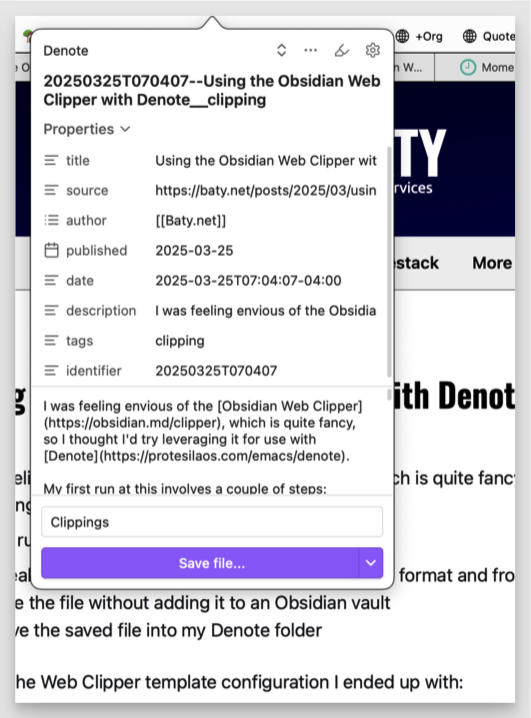 Denote
+Org
Quote
20250325T070407--Using the Obsidian Web
Clipper with Denote__clipping
n W...
Mome
Properties
TY
rvices
title Using the Obsidian Web Clipper wit
source https://baty.net/posts/2025/03/usin
author [[Baty.net]]
published 2025-03-25
estack More
date 2025-03-25T07:04:07-04:00
description I was feeling envious of the Obsidia
tags clipping
identifier 20250325T070407
g
ith Denot
I was feeling envious of the [Obsidian Web Clipper]
(https://obsidian.md/clipper), which is quite fancy,
so I thought I'd try leveraging it for use with
[Denote](https://protesilaos.com/emacs/denote).
My first run at this involves a couple of steps:
eli
ch is quite fancy
ng
Clippings
ru
Save file...
eal
format and fro
e the file without adding it to an Obsidian vault
ve the saved file into my Denote folder
he Web Clipper template configuration I ended up with: